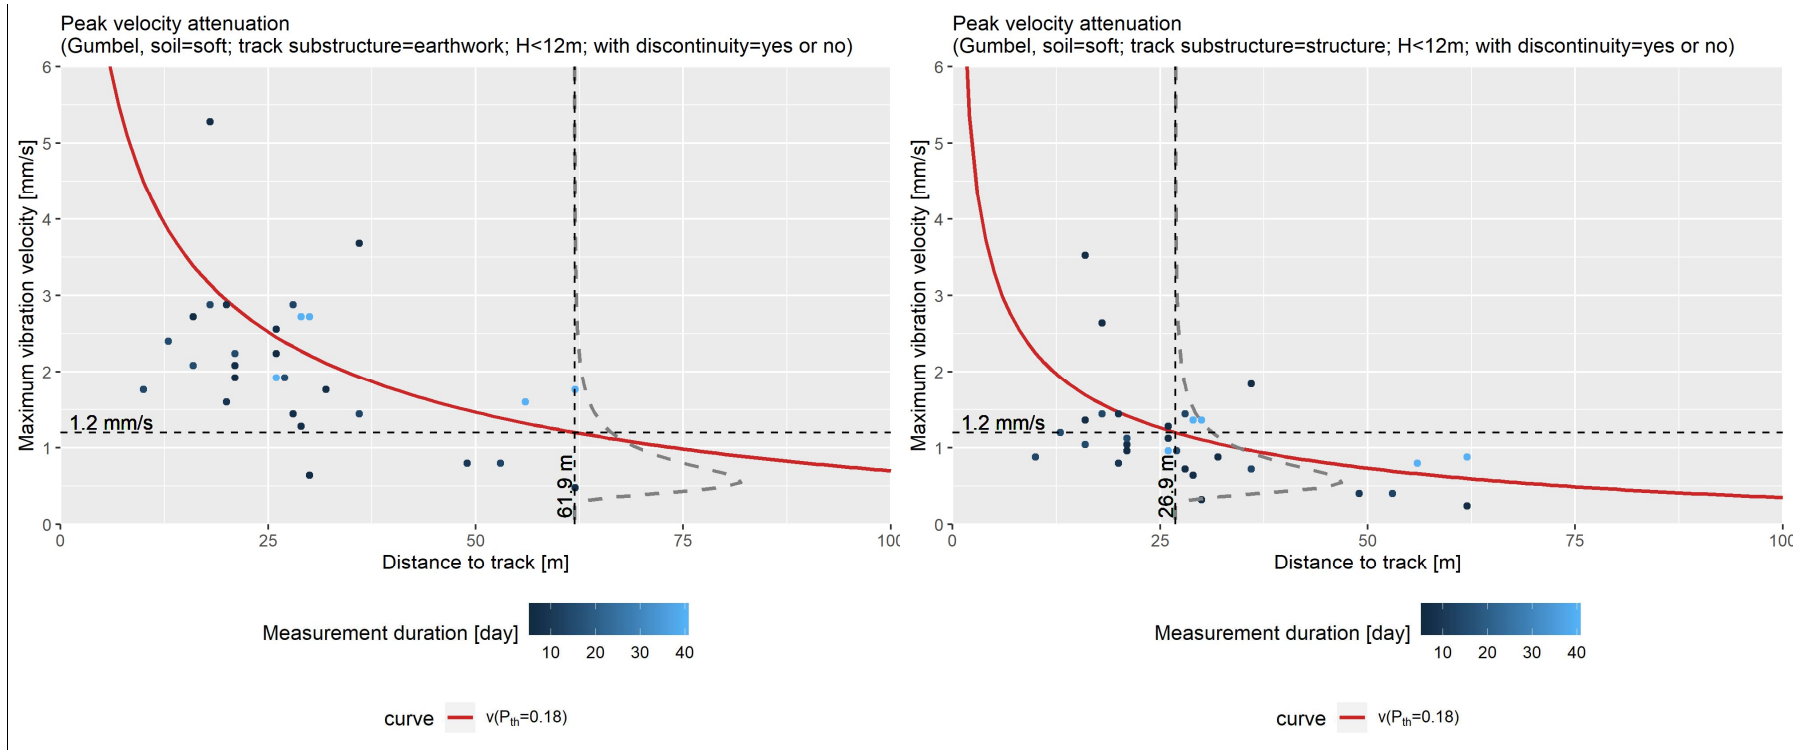 Peak velocity attenuation
(Gumbel, soil=soft; track substructure=earthwork; H<12m; with discontinuity=yes or no)
Maximum vibration velocity [mm/s]
6
5
4
3
2
1
0
1.2 mm/s
61.9 m
0
25
50
75
100
Distance to track [m]
Measurement duration [day]
10
20
30
40
curve
v(Pth=0.18)
Peak velocity attenuation
(Gumbel, soil=soft; track substructure=structure; H<12m; with discontinuity=yes or no)
Maximum vibration velocity [mm/s]
6
5
4
3
2
1
0
1.2 mm/s
26.9 m
0
25
50
75
100
Distance to track [m]
Measurement duration [day]
10
20
30
40
curve
v(Pth=0.18)